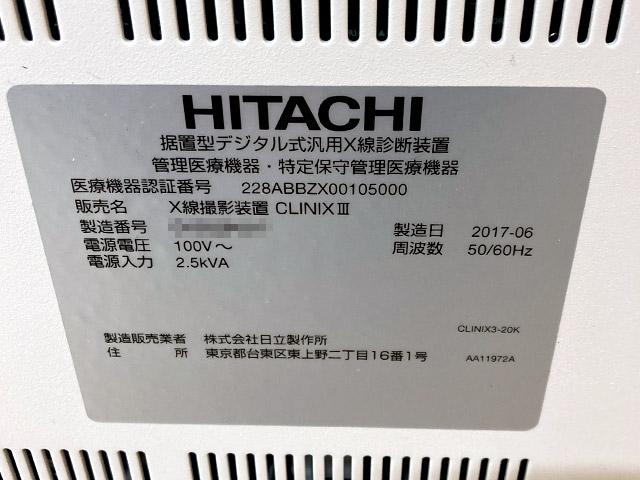 HITACHI
据置型デジタル式汎用X線診断装置
管理医療機器・特定保守管理医療機器
医療機器認証番号 228ABBZX00105000
販売名 X線撮影装置 CLINIX Ⅲ
製造番号 製造日 2017-06
電源電圧 100V～ 周波数 50/60Hz
電源入力 2.5kVA
CLINIX3-20K
製造販売業者 株式会社日立製作所
住所 東京都台東区東上野二丁目16番1号 AA11972A